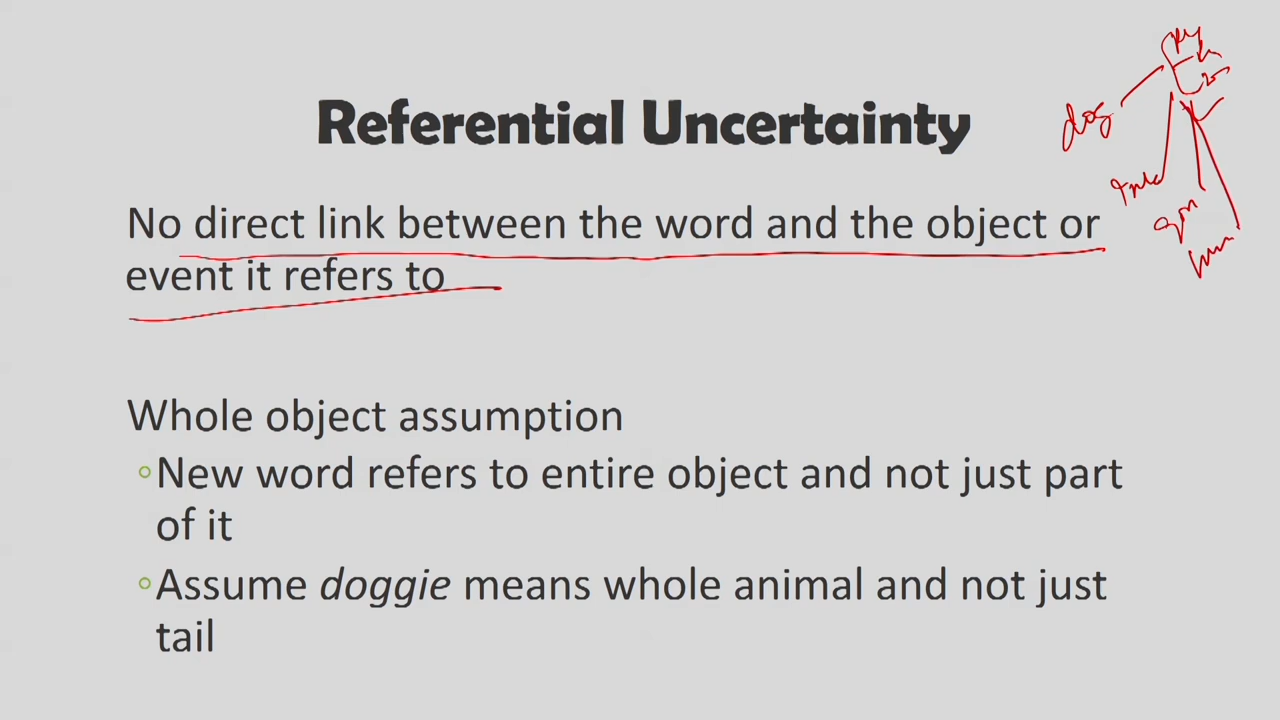 Referential Uncertainty
No direct link between the word and the object or
event it refers to
Whole object assumption
◦New word refers to entire object and not just part
of it
◦Assume doggie means whole animal and not just
tail
dog